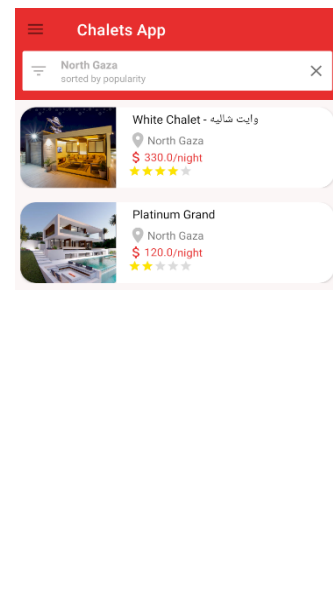 Chalets App
North Gaza
sorted by popularity
White Chalet - وايت شاليه
North Gaza
$ 330.0/night
Platinum Grand
North Gaza
$ 120.0/night